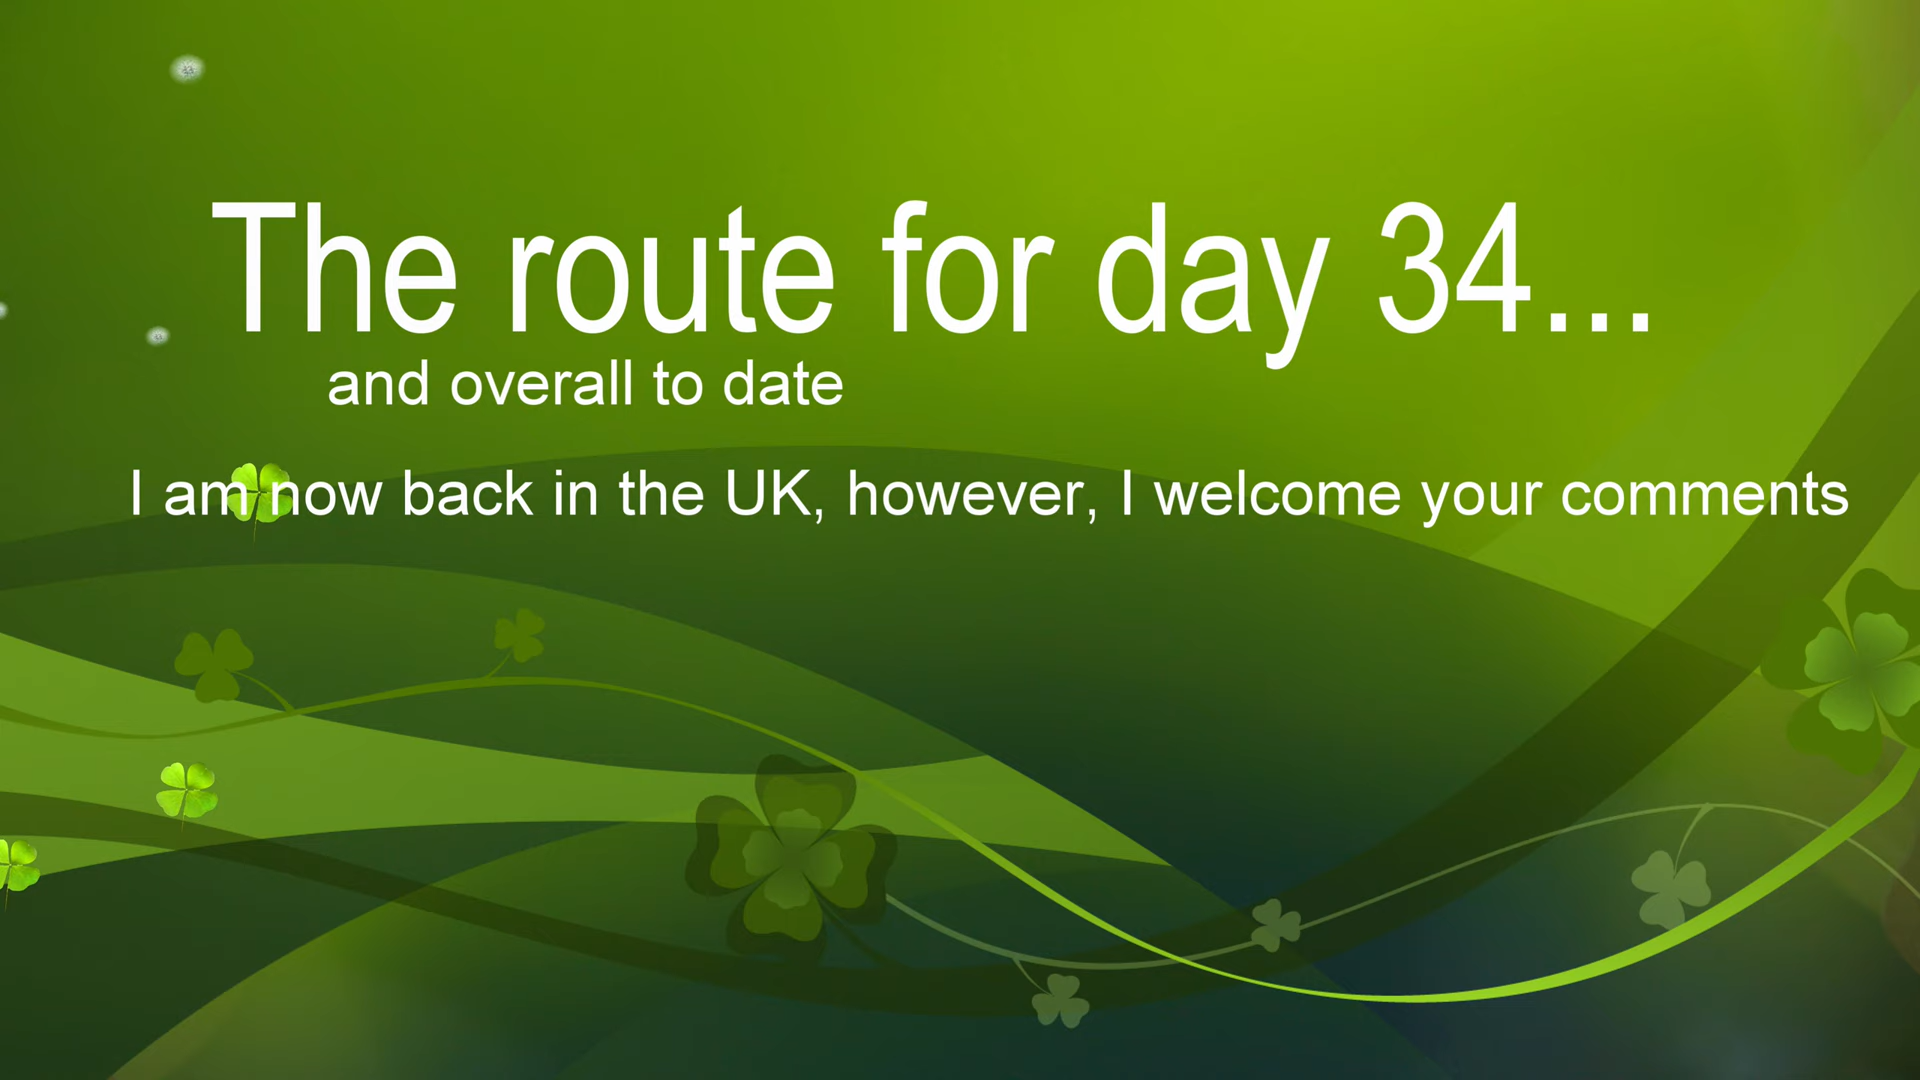 The route for day 34...
and overall to date
I am now back in the UK, however, I welcome your comments